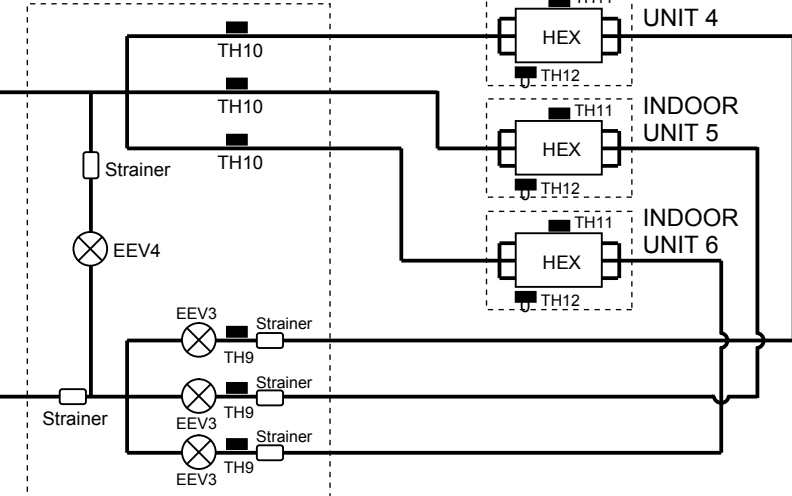 UNIT 4
HEX
TH10
TH12
TH10
TH11
INDOOR
UNIT 5
HEX
TH10
Strainer
TH12
TH11
INDOOR
UNIT 6
EEV4
HEX
TH12
EEV3
Strainer
TH9
Strainer
Strainer
EEV3
TH9
Strainer
TH9
EEV3